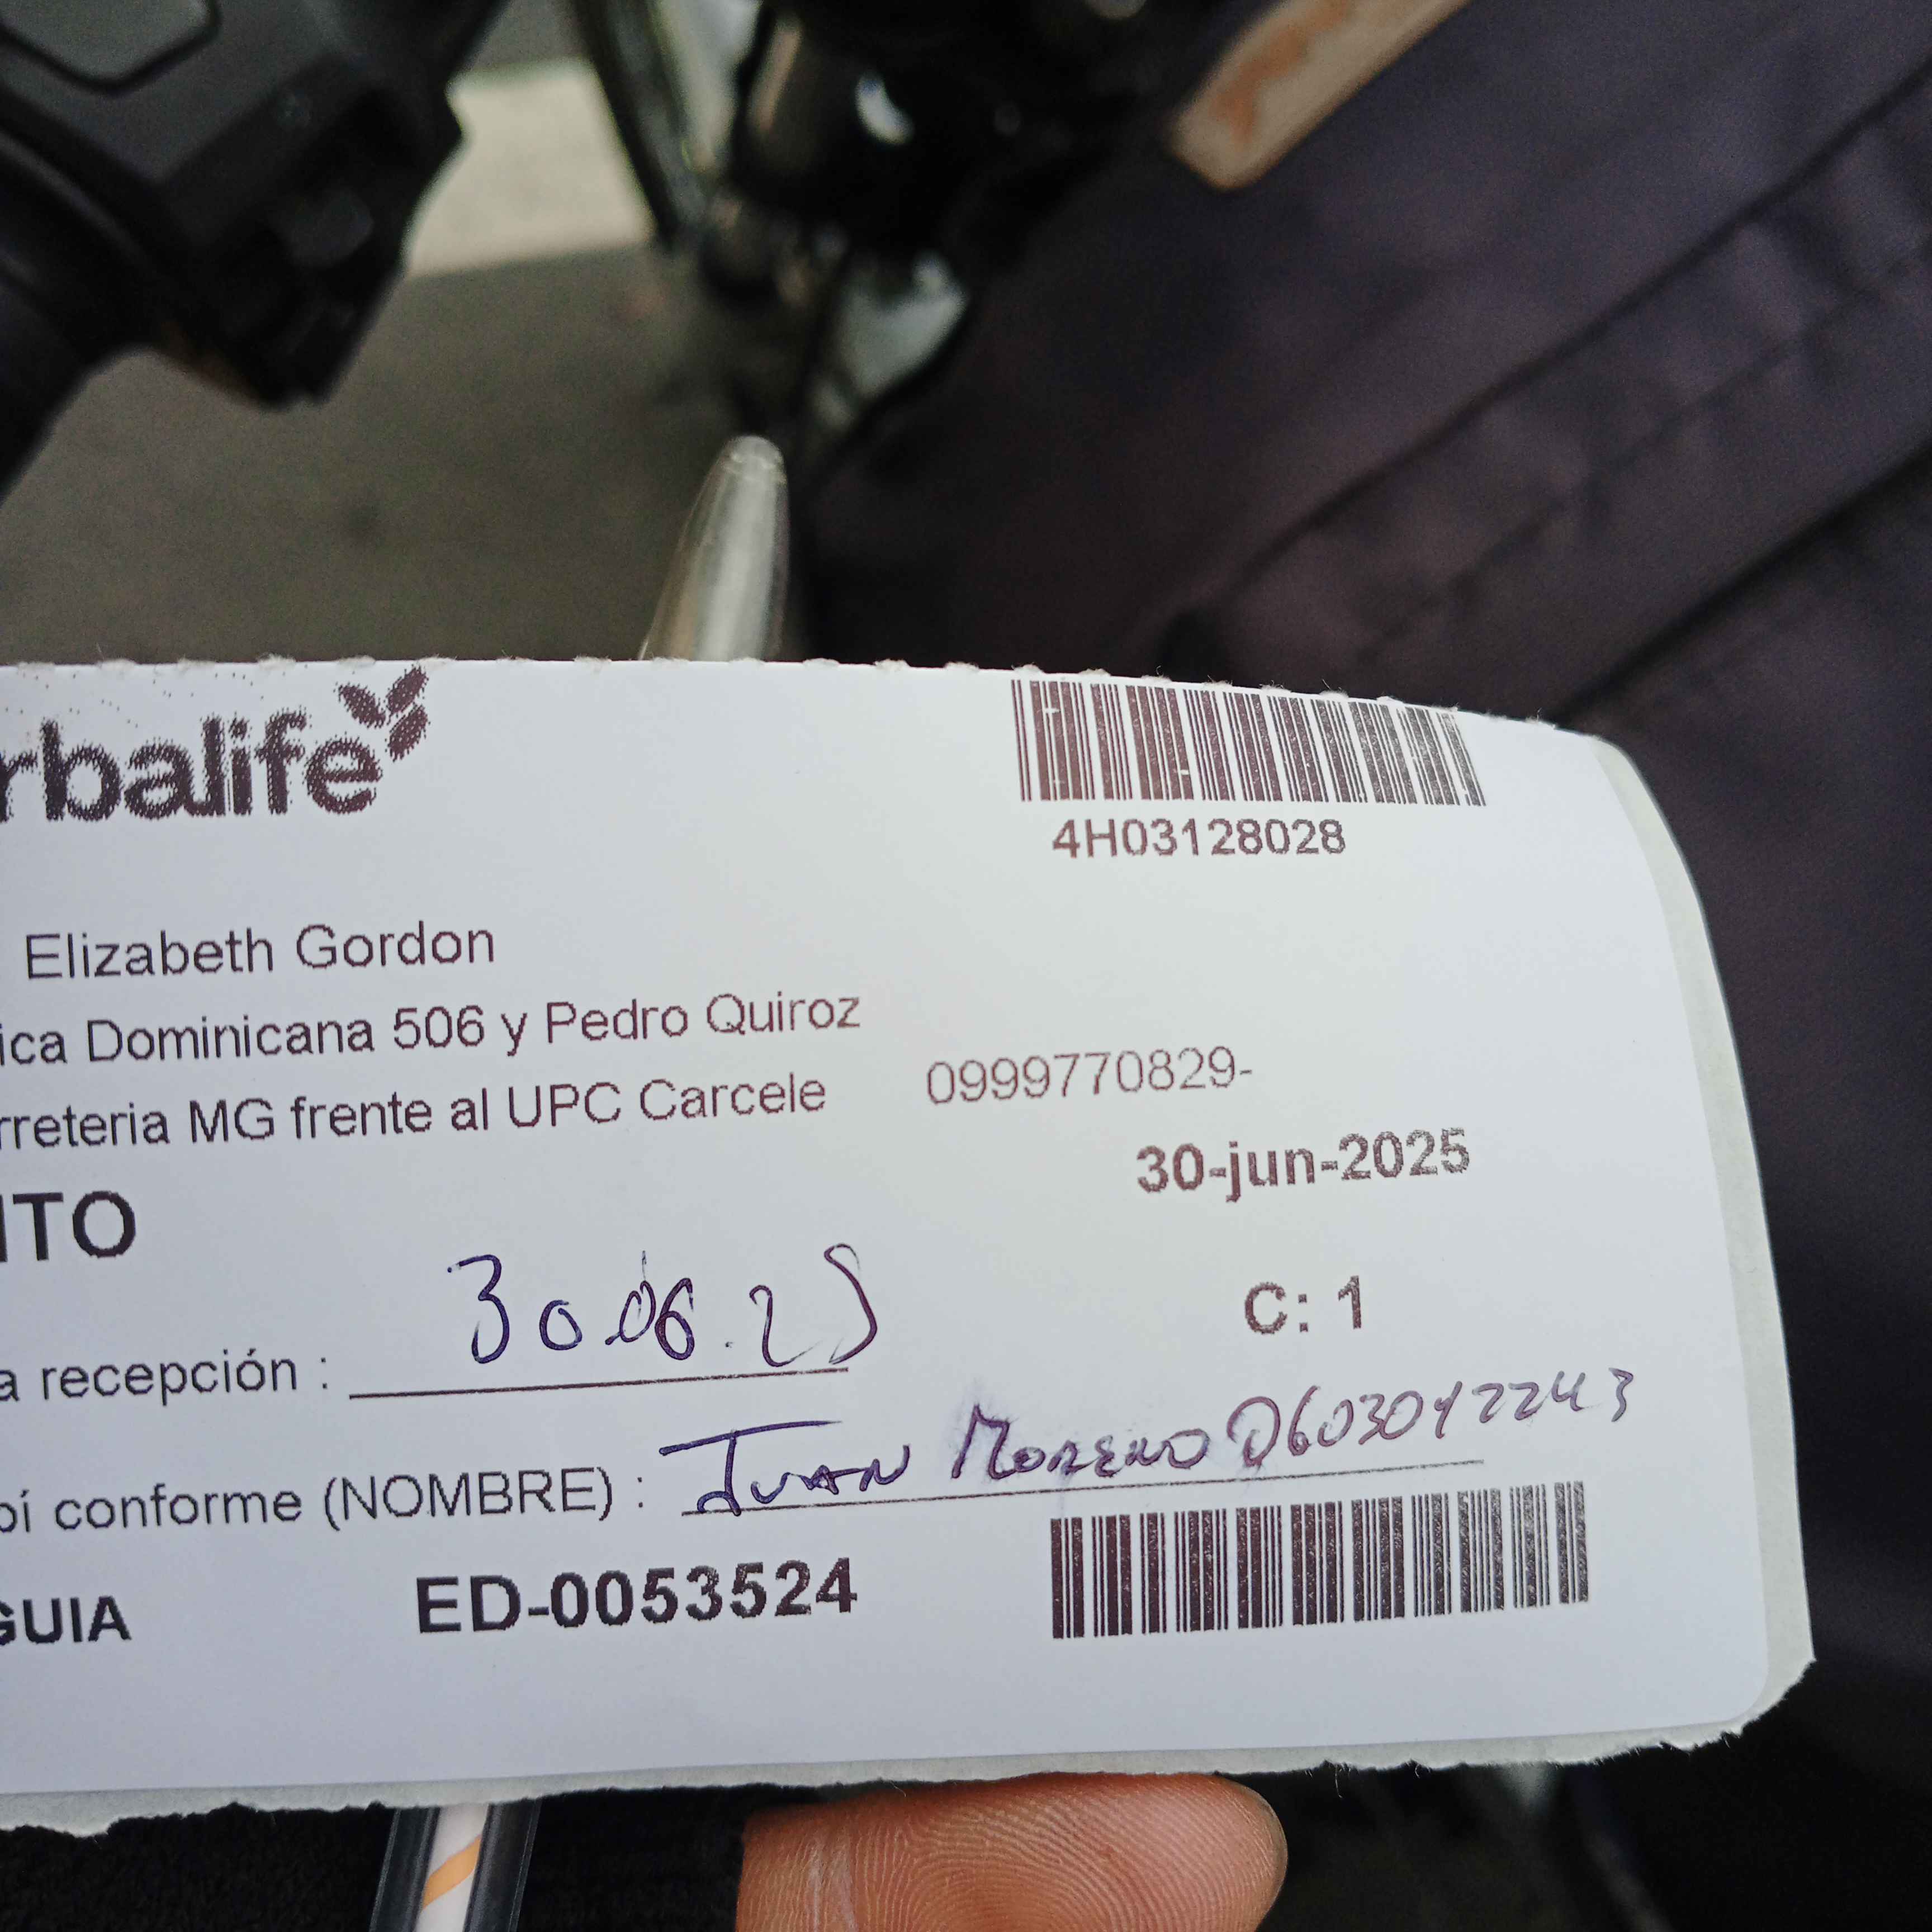 rbalife
4H03128028
Elizabeth Gordon
ica Dominicana 506 y Pedro Quiroz
rreteria MG frente al UPC Carcele 0999770829-
30-jun-2025
ITO
C: 1
a recepción : 30.06.25
bí conforme (NOMBRE) : Juan Moreno
GUIA ED-0053524